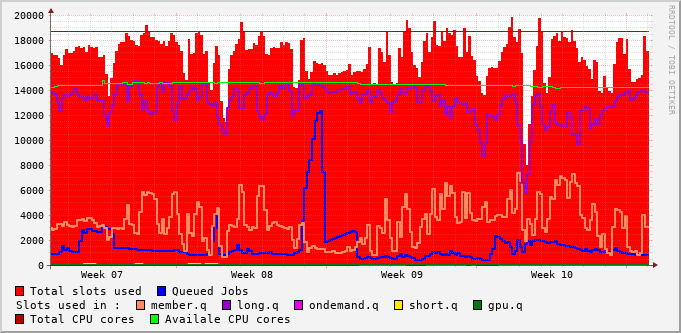 20000
18000
16000
14000
12000
10000
8000
6000
4000
2000
0
Week 07 Week 08 Week 09 Week 10
RRDTOOL / TOBI OETIKER
Total slots used Queued Jobs
Slots used in : member.q long.q ondemand.q short.q gpu.q
Total CPU cores Availale CPU cores